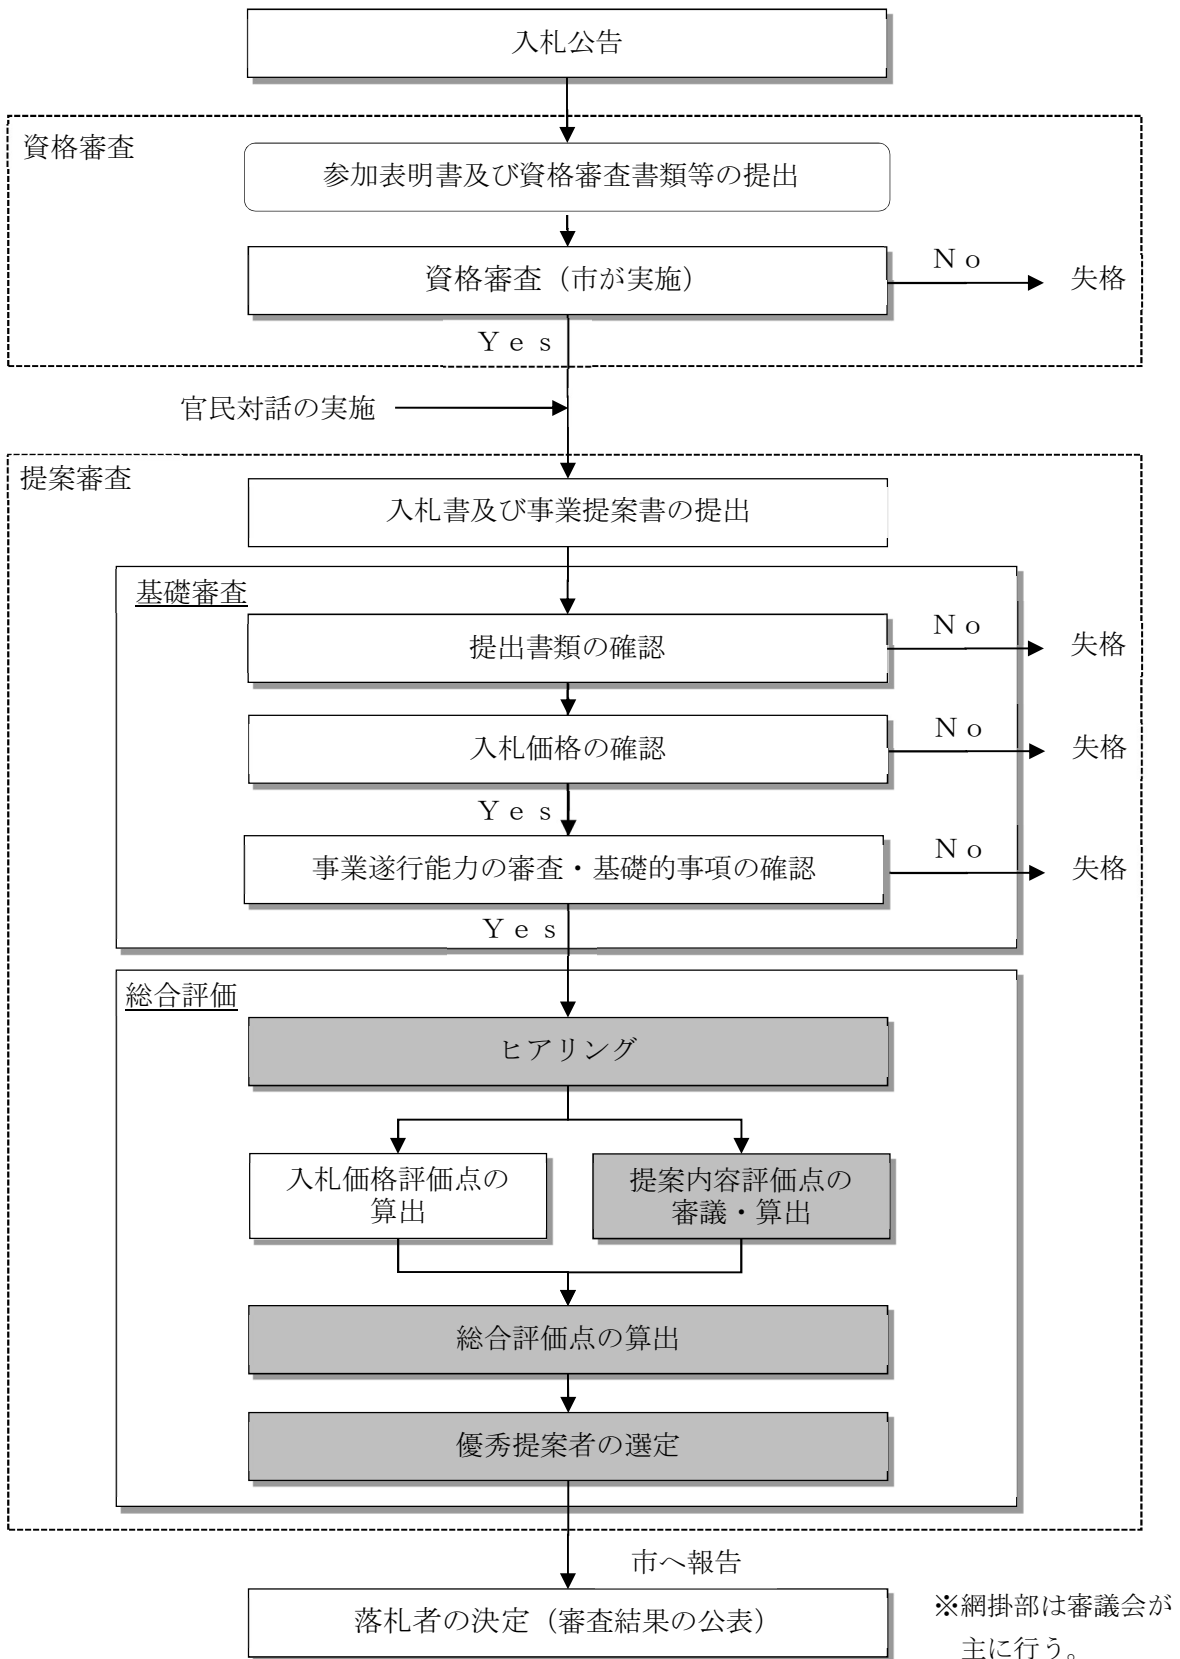 入札公告
資格審査
参加表明書及び資格審査書類等の提出
資格審査（市が実施）
Ｎｏ
失格
Ｙｅｓ
官民対話の実施
提案審査
入札書及び事業提案書の提出
基礎審査
提出書類の確認
Ｎｏ
失格
入札価格の確認
Ｎｏ
失格
Ｙｅｓ
事業遂行能力の審査・基礎的事項の確認
Ｎｏ
失格
Ｙｅｓ
総合評価
ヒアリング
入札価格評価点の
算出
提案内容評価点の
審議・算出
総合評価点の算出
優秀提案者の選定
市へ報告
落札者の決定（審査結果の公表）
※網掛部は審議会が
主に行う。